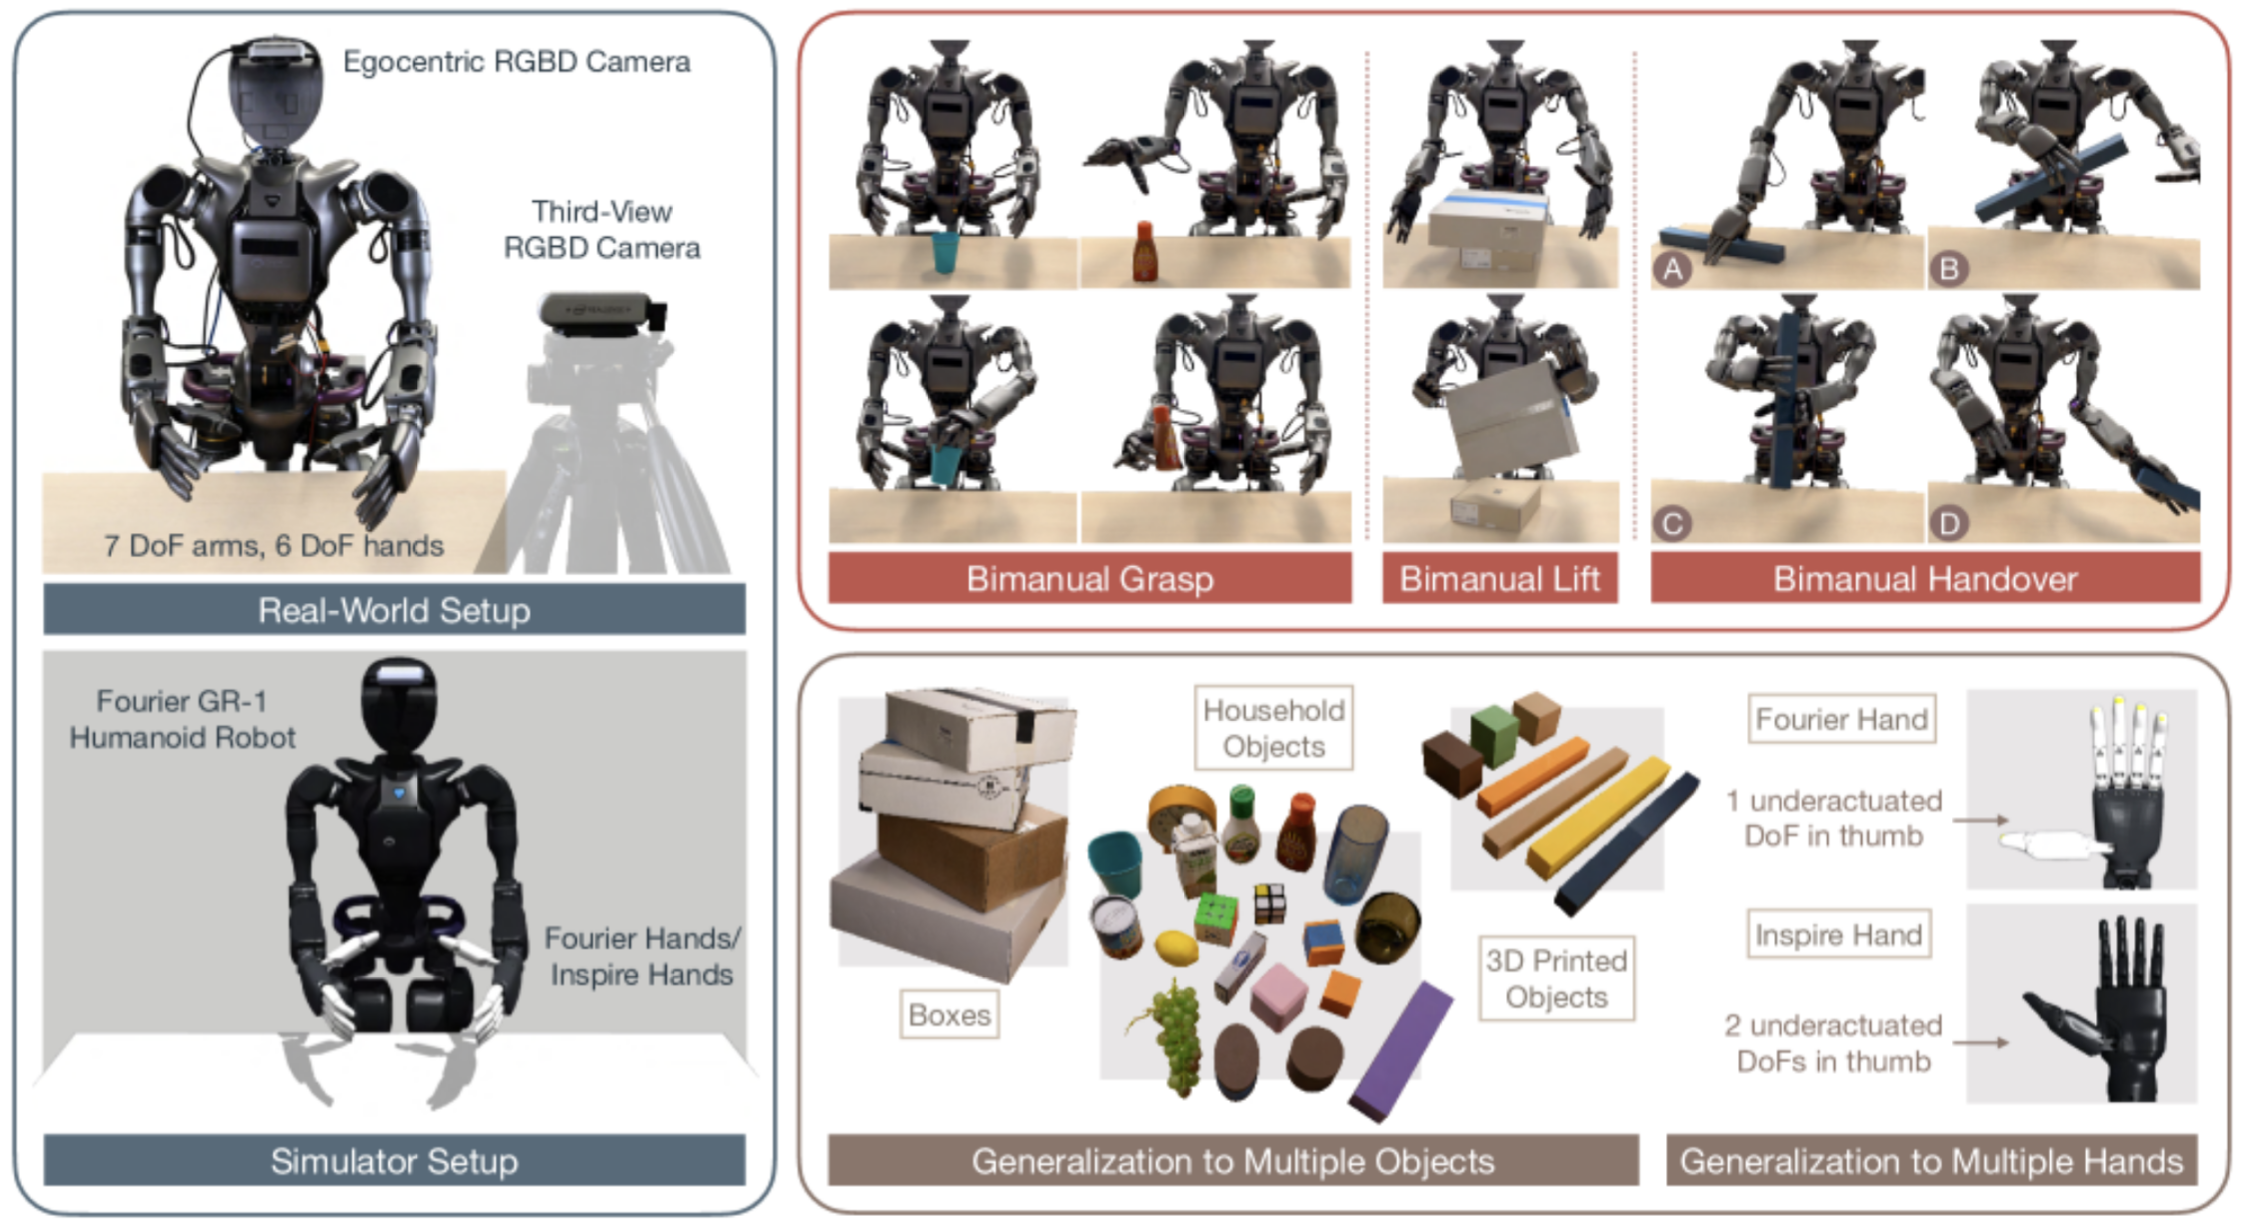 Egocentric RGBD Camera
Third-View
RGBD Camera
7 DoF arms, 6 DoF hands
Real-World Setup
Fourier GR-1
Humanoid Robot
Fourier Hands/
Inspire Hands
Simulator Setup
A
B
C
D
Bimanual Grasp
Bimanual Lift
Bimanual Handover
Household
Objects
Boxes
3D Printed
Objects
Generalization to Multiple Objects
Fourier Hand
1 underactuated
DoF in thumb
Inspire Hand
2 underactuated
DoFs in thumb
Generalization to Multiple Hands